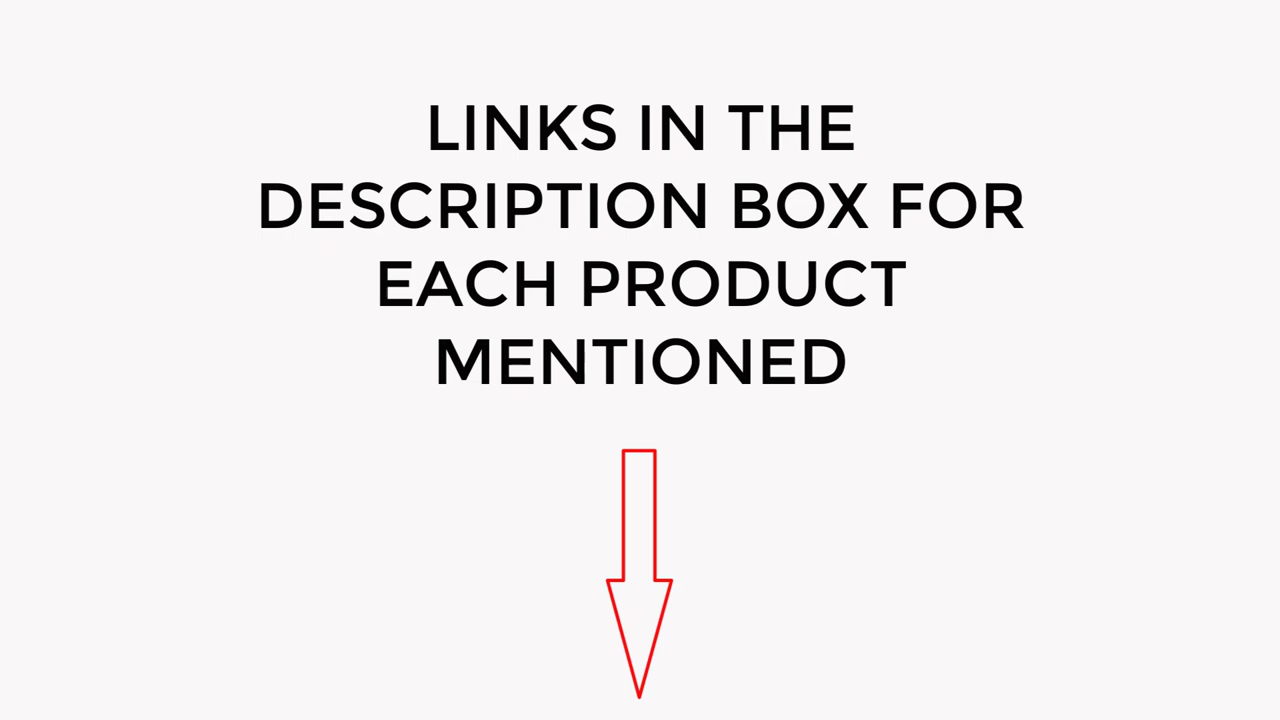 LINKS IN THE
DESCRIPTION BOX FOR
EACH PRODUCT
MENTIONED